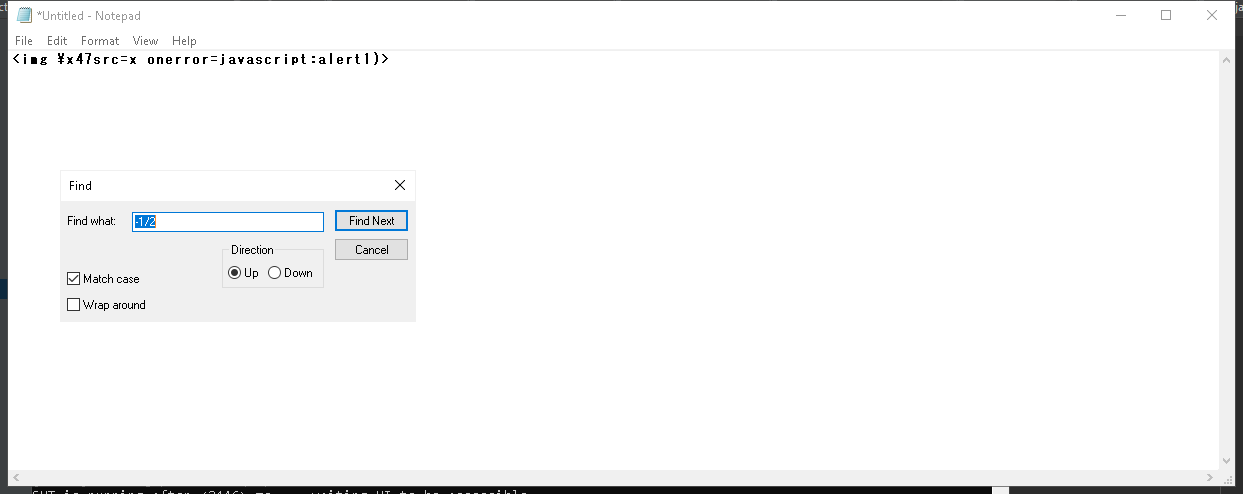 *Untitled - Notepad
File Edit Format View Help
<img ¥x47src=x onerror=javascript:alert1)>
Find
Find what: -1/2 Find Next
Direction Cancel
Up Down
Match case
Wrap around